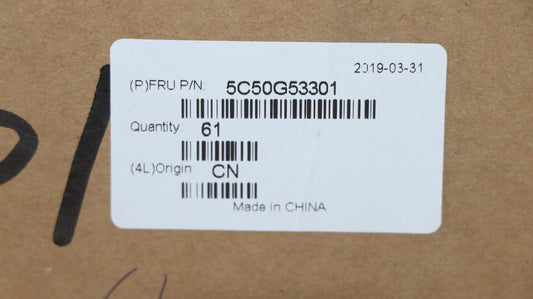 2019-03-31
(P)FRU P/N: 5C50G53301
Quantity: 61
(4L)Origin: CN
Made in CHINA